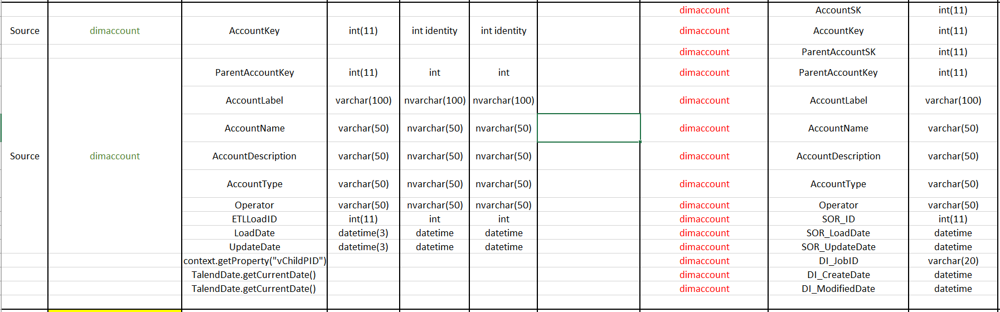 dimaccount AccountSK int(11)
Source dimaccount AccountKey int(11) int identity int identity dimaccount AccountKey int(11)
dimaccount ParentAccountSK int(11)
ParentAccountKey int(11) int int dimaccount ParentAccountKey int(11)
AccountLabel varchar(100) nvarchar(100) nvarchar(100) dimaccount AccountLabel varchar(100)
AccountName varchar(50) nvarchar(50) nvarchar(50) dimaccount AccountName varchar(50)
Source dimaccount AccountDescription varchar(50) nvarchar(50) nvarchar(50) dimaccount AccountDescription varchar(50)
AccountType varchar(50) nvarchar(50) nvarchar(50) dimaccount AccountType varchar(50)
Operator varchar(50) nvarchar(50) nvarchar(50) dimaccount Operator varchar(50)
ETLLoadID int(11) int int dimaccount SOR_ID int(11)
LoadDate datetime(3) datetime datetime dimaccount SOR_LoadDate datetime
UpdateDate datetime(3) datetime datetime dimaccount SOR_UpdateDate datetime
context.getProperty("vChildPID") dimaccount DI_JobID varchar(20)
TalendDate.getCurrentDate() dimaccount DI_CreateDate datetime
TalendDate.getCurrentDate() dimaccount DI_ModifiedDate datetime